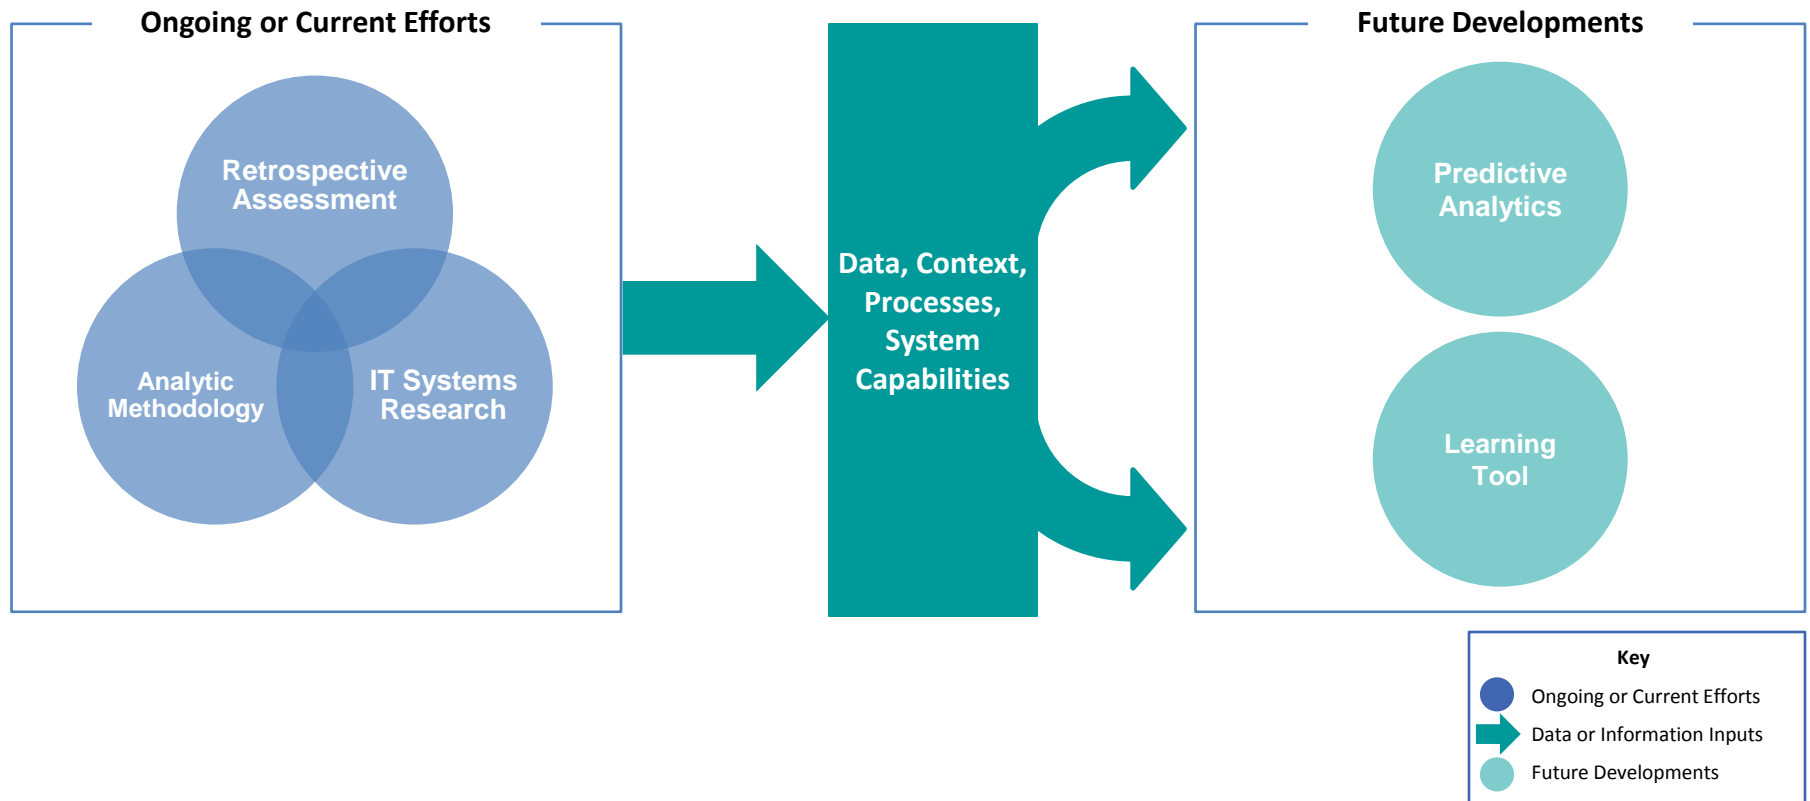 Ongoing or Current Efforts
Retrospective
Assessment
Analytic
Methodology
IT Systems
Research
Data, Context,
Processes,
System
Capabilities
Future Developments
Predictive
Analytics
Learning
Tool
Key
Ongoing or Current Efforts
Data or Information Inputs
Future Developments